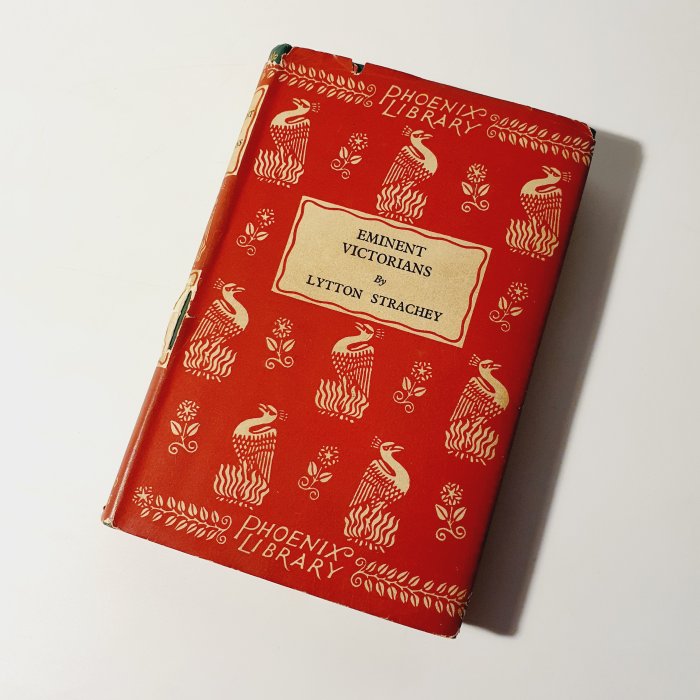 PHOENIX
LIBRARY
EMINENT
VICTORIANS
By
LYTTON STRACHEY
PHOENIX
LIBRARY